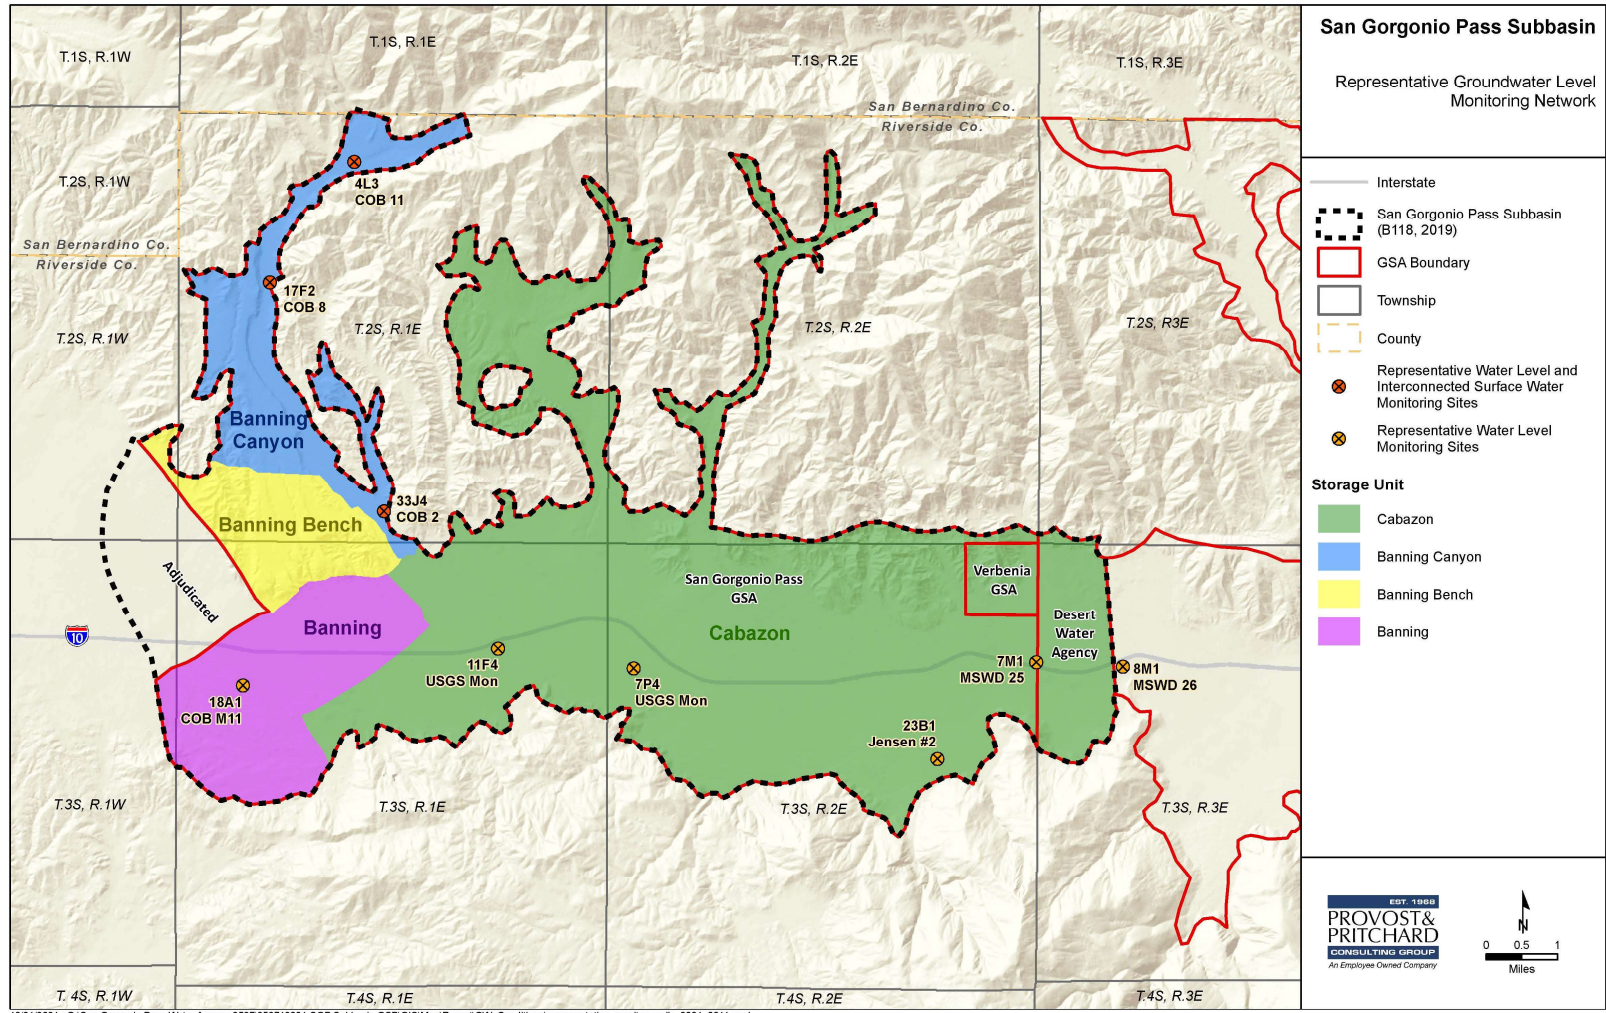 San Gorgonio Pass Subbasin
Representative Groundwater Level
Monitoring Network
Interstate
San Gorgonio Pass Subbasin
(B118, 2019)
GSA Boundary
Township
County
Representative Water Level and
Interconnected Surface Water
Monitoring Sites
Representative Water Level
Monitoring Sites
Storage Unit
Cabazon
Banning Canyon
Banning Bench
Banning
EST. 1968
PROVOST&
PRITCHARD
CONSULTING GROUP
An Employee Owned Company
N
0 0.5 1
Miles
T.1S, R.1W
T.1S, R.1E
T.1S, R.2E
T.1S, R.3E
San Bernardino Co.
Riverside Co.
T.2S, R.1W
4L3
COB 11
San Bernardino Co.
Riverside Co.
17F2
COB 8
T.2S, R.1W
T.2S, R.1E
T.2S, R.2E
T.2S, R3E
Banning
Canyon
33J4
COB 2
Banning Bench
Adjudicated
San Gorgonio Pass
GSA
Verbenia
GSA
Desert
Water
Agency
10
Banning
Cabazon
11F4
USGS Mon
7P4
USGS Mon
7M1
MSWD 25
8M1
MSWD 26
18A1
COB M11
23B1
Jensen #2
T.3S, R.1W
T.3S, R.1E
T.3S, R.2E
T.3S, R.3E
T. 4S, R.1W
T.4S, R.1E
T.4S, R.2E
T.4S, R.3E